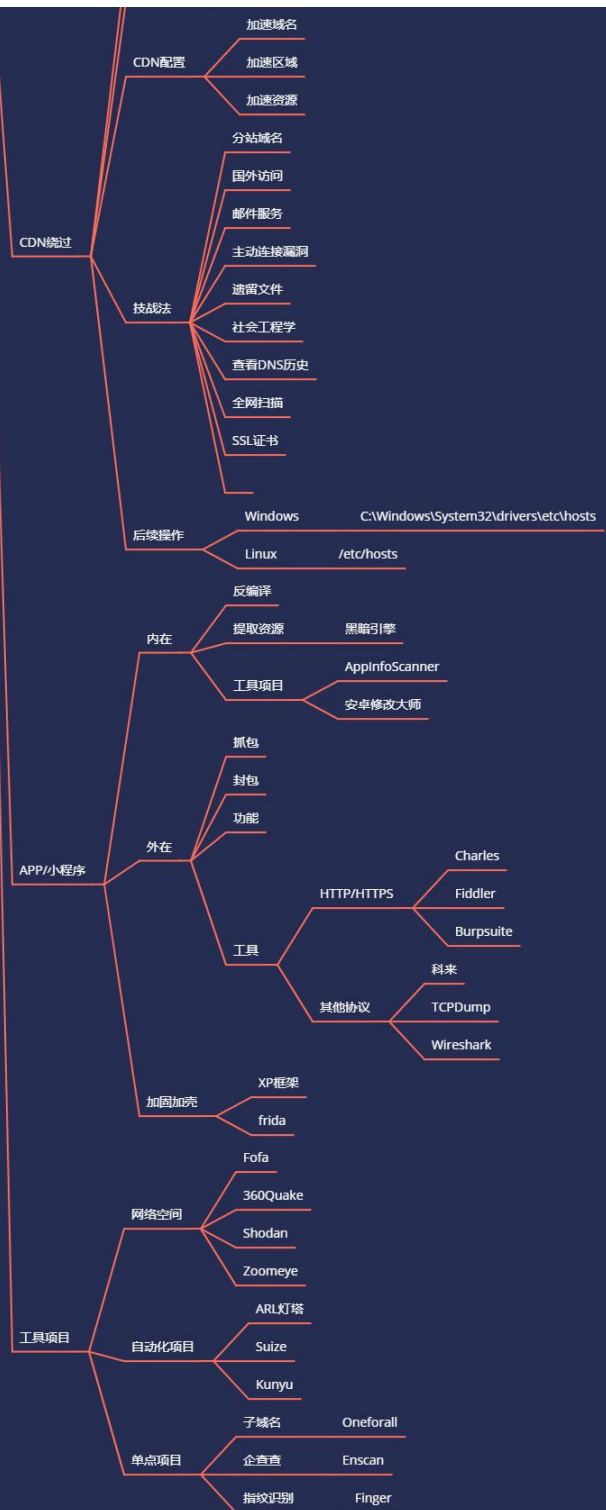 加速域名
CDN配置
加速区域
加速资源
分站域名
国外访问
邮件服务
CDN绕过
主动连接漏洞
遗留文件
技战法
社会工程学
查看DNS历史
全网扫描
SSL证书
Windows C:\Windows\System32\drivers\etc\hosts
后续操作
Linux /etc/hosts
反编译
内在
提取资源 黑暗引擎
AppInfoScanner
工具项目
安卓修改大师
抓包
封包
功能
外在
APP/小程序
Charles
HTTP/HTTPS
Fiddler
Burpsuite
工具
科来
其他协议
TCPDump
Wireshark
XP框架
加固加壳
frida
Fofa
360Quake
网络空间
Shodan
Zoomeye
ARL灯塔
工具项目
自动化项目
Suize
Kunyu
子域名 Oneforall
单点项目
企查查 Enscan
指纹识别 Finger